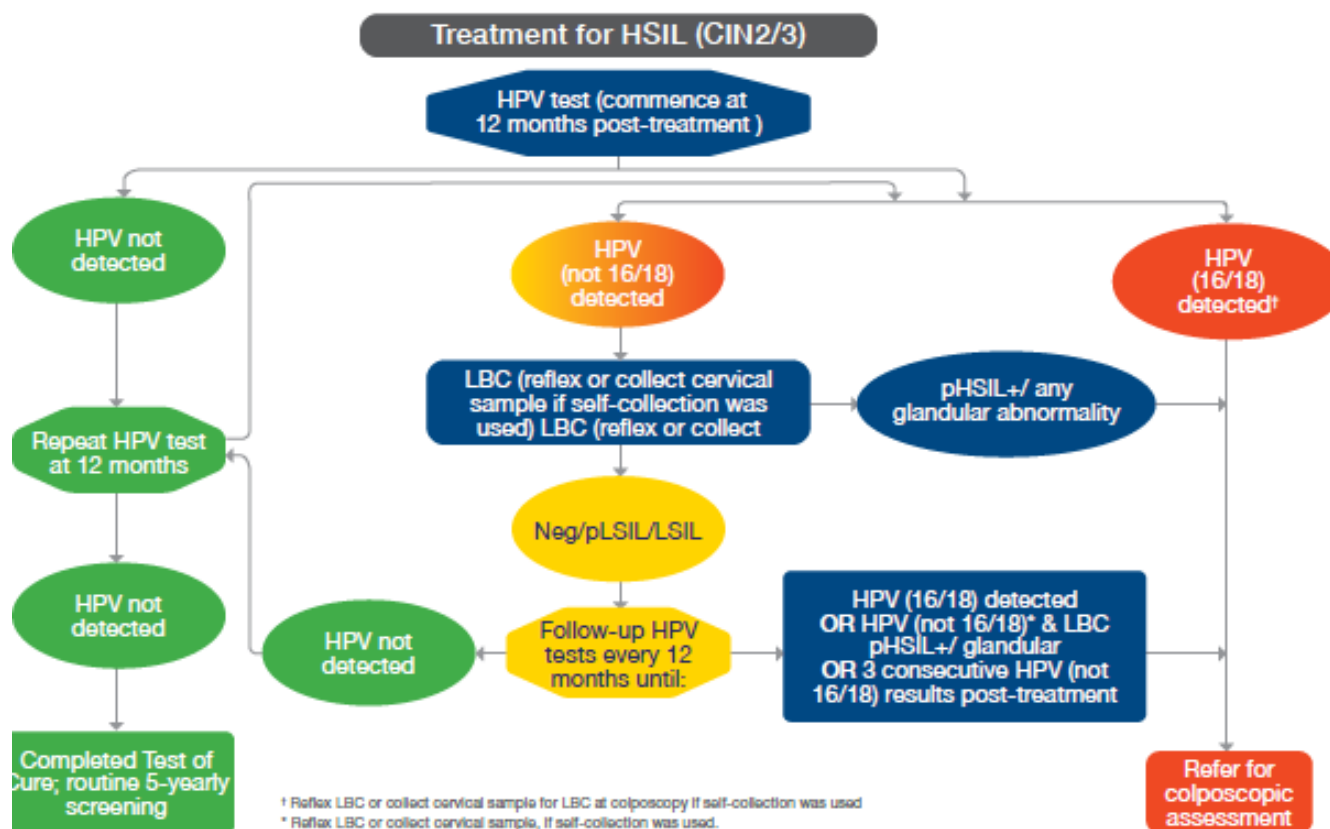 Treatment for HSIL (CIN2/3)
HPV test (commence at
12 months post-treatment )
HPV not
detected
HPV
(not 16/18)
detected
HPV
(16/18)
detected†
LBC (reflex or collect cervical
sample if self-collection was
used) LBC (reflex or collect
pHSIL+/ any
glandular abnormality
Repeat HPV test
at 12 months
Neg/pLSIL/LSIL
HPV not
detected
HPV not
detected
Follow-up HPV
tests every 12
months until:
HPV (16/18) detected
OR HPV (not 16/18)* & LBC
pHSIL+/ glandular
OR 3 consecutive HPV (not
16/18) results post-treatment
Completed Test of
Cure; routine 5-yearly
screening
Refer for
colposcopic
assessment
† Reflex LBC or collect cervical sample for LBC at colposcopy if self-collection was used
* Reflex LBC or collect cervical sample, if self-collection was used.